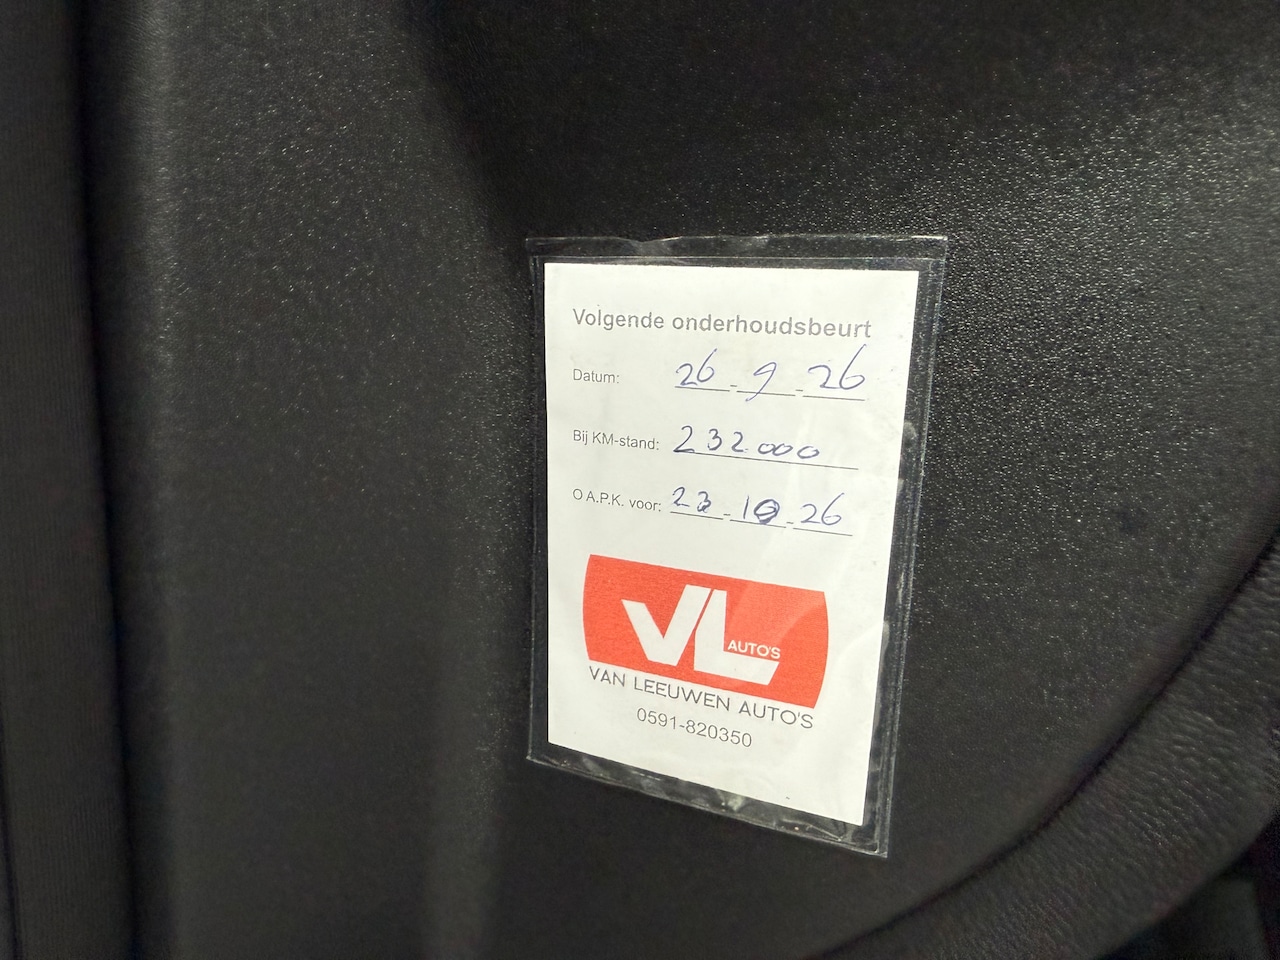 Volgende onderhoudsbeurt
Datum: 26-9-26
Bij KM-stand: 232.000
O A.P.K. voor: 23-10-26
VL AUTO'S
VAN LEEUWEN AUTO'S
0591-820350